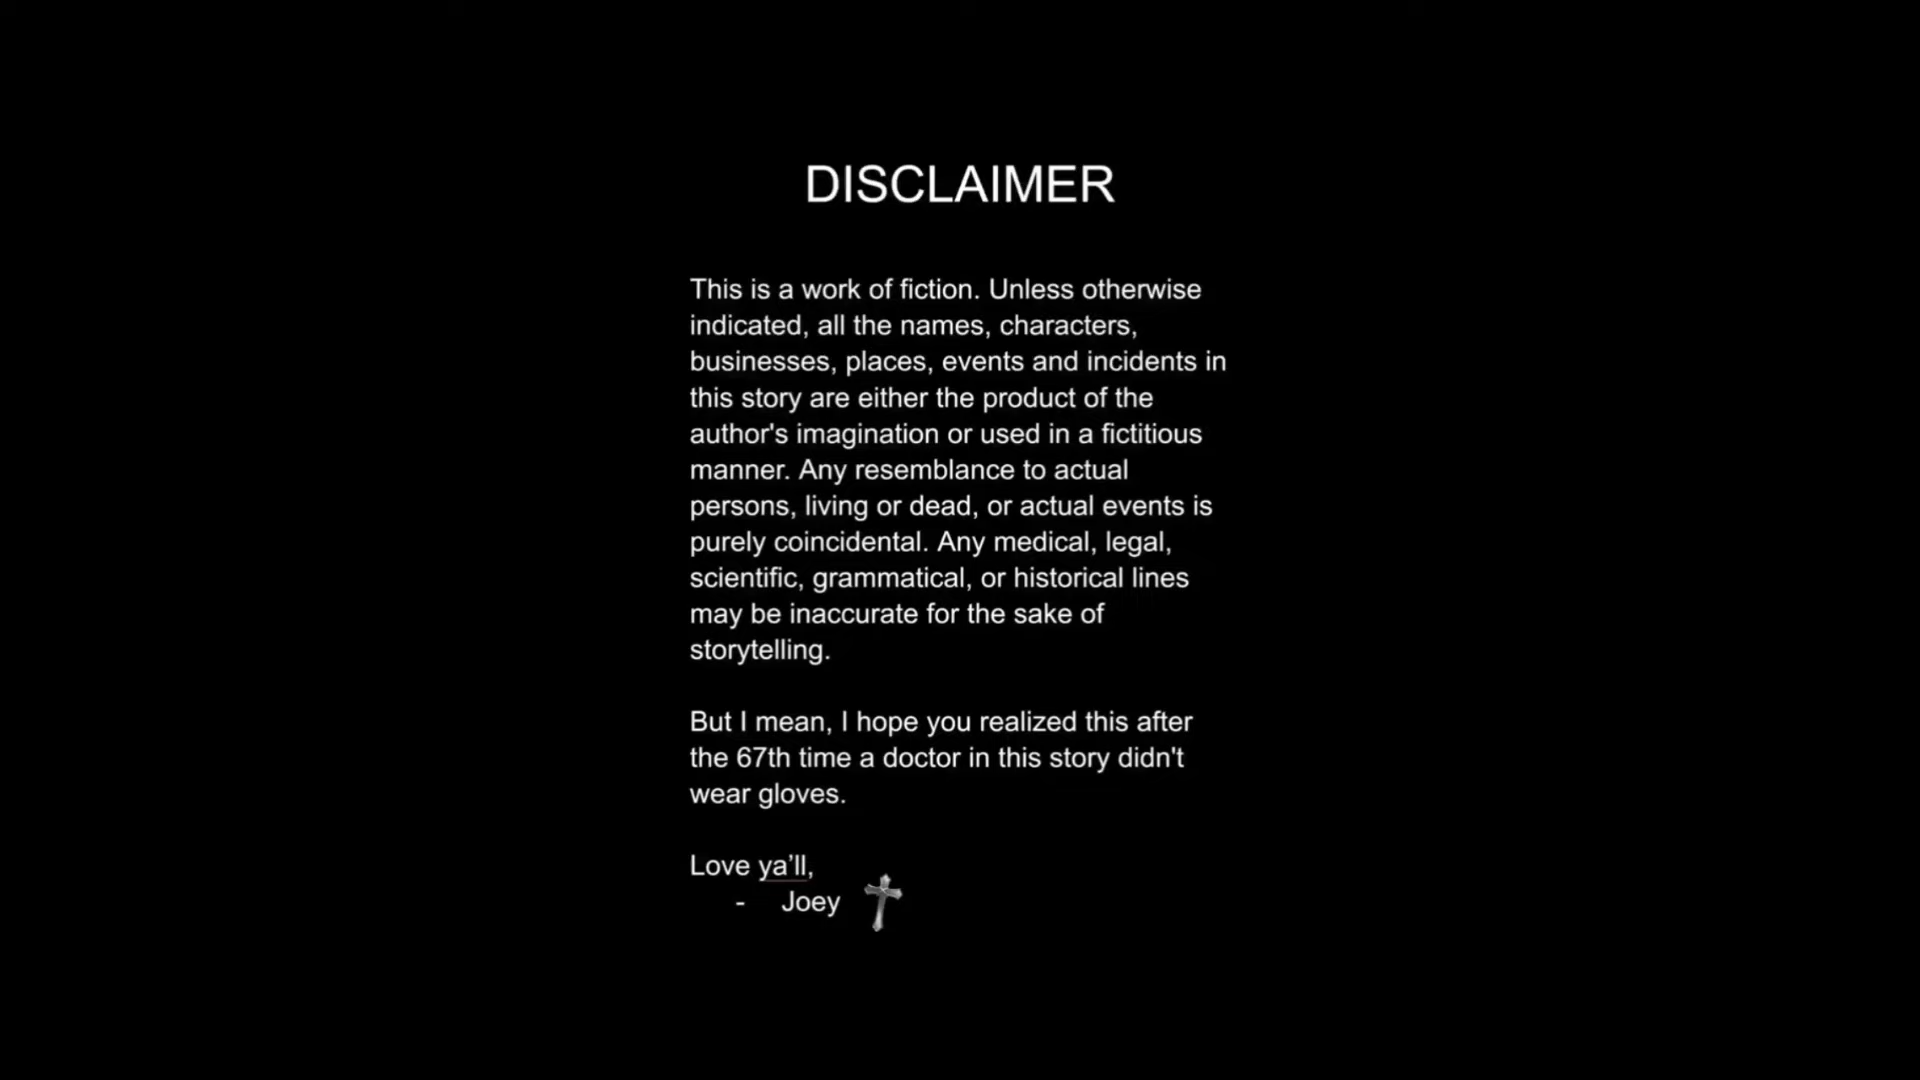 DISCLAIMER
This is a work of fiction. Unless otherwise
indicated, all the names, characters,
businesses, places, events and incidents in
this story are either the product of the
author's imagination or used in a fictitious
manner. Any resemblance to actual
persons, living or dead, or actual events is
purely coincidental. Any medical, legal,
scientific, grammatical, or historical lines
may be inaccurate for the sake of
storytelling.
But I mean, I hope you realized this after
the 67th time a doctor in this story didn't
wear gloves.
Love ya’ll,
- Joey